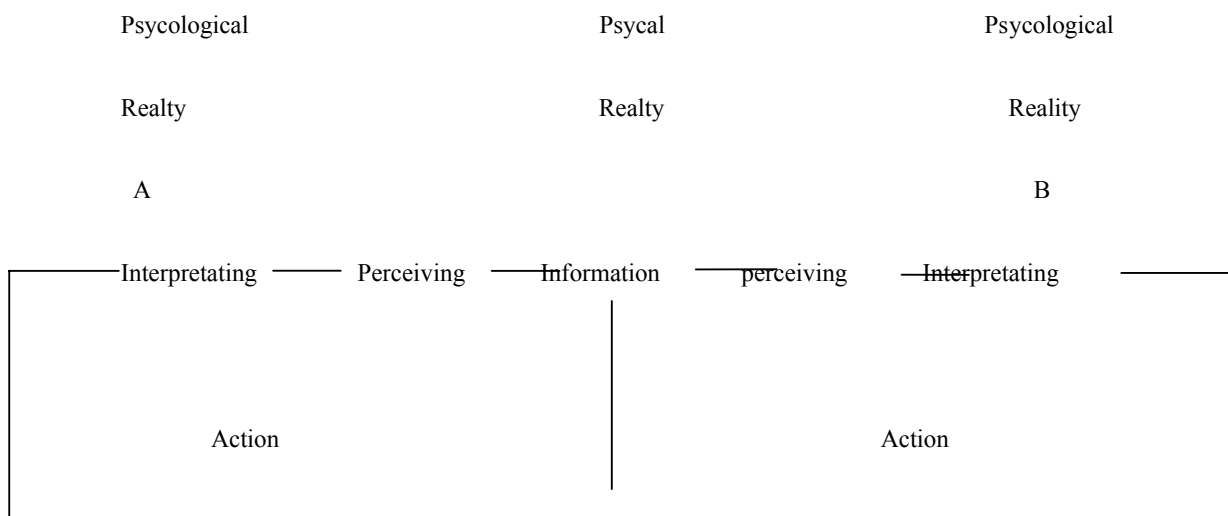 Psycological Psycal Psycological
Realty Realty Reality
A B
Interpretating Perceiving Information perceiving Interpretating
Action Action